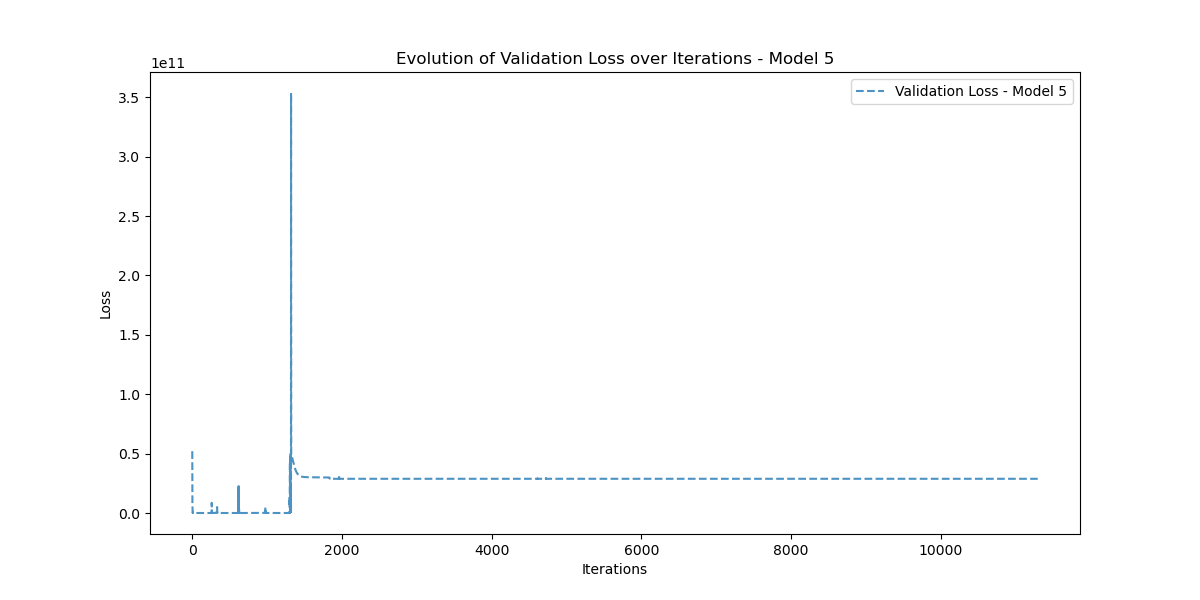 Evolution of Validation Loss over Iterations - Model 5
1e11
Validation Loss - Model 5
3.5
3.0
2.5
2.0
1.5
1.0
0.5
0.0
Loss
0 2000 4000 6000 8000 10000
Iterations